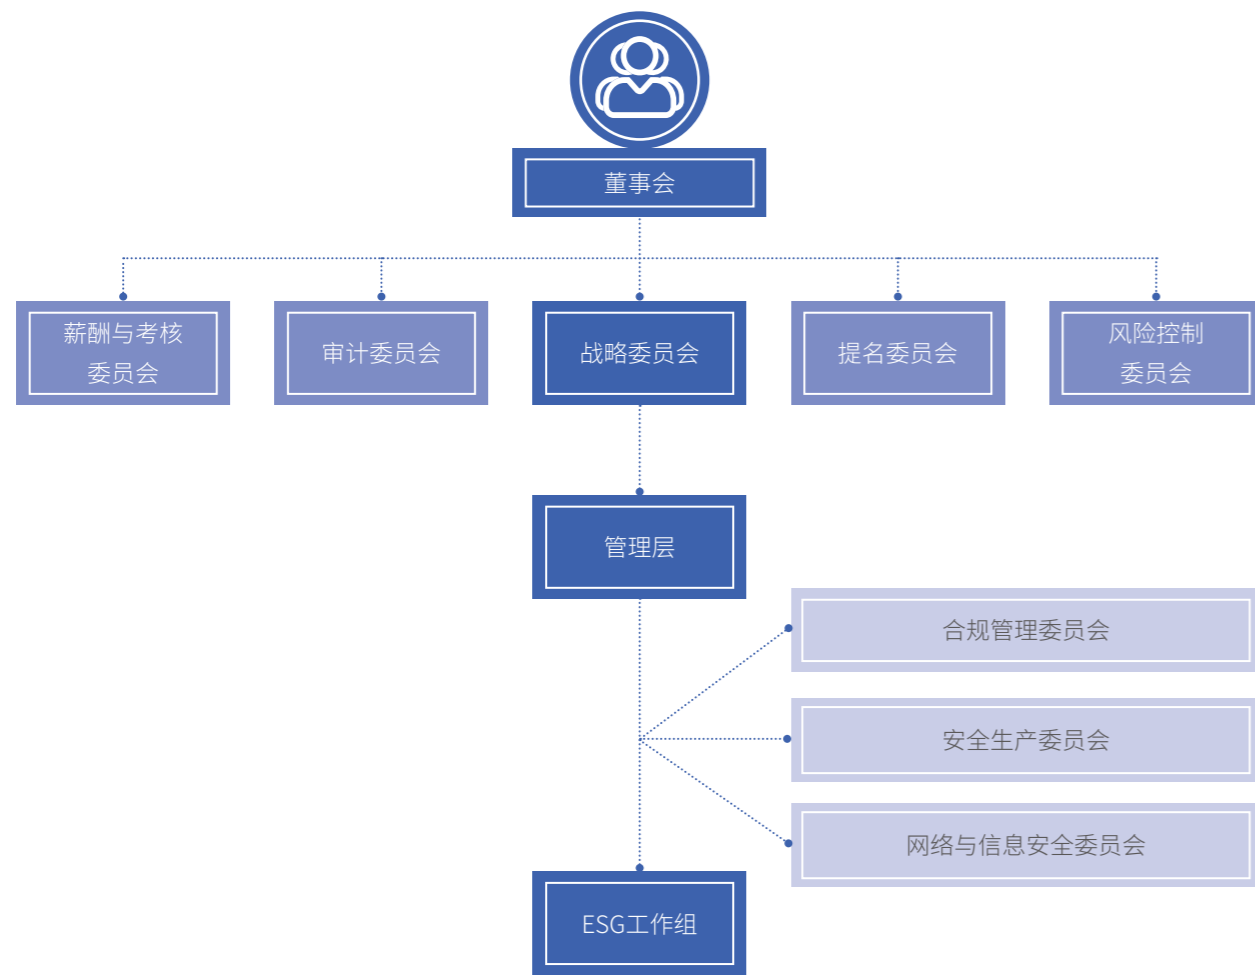 董事会
薪酬与考核
委员会
审计委员会
战略委员会
提名委员会
风险控制
委员会
管理层
合规管理委员会
安全生产委员会
网络与信息安全委员会
ESG工作组